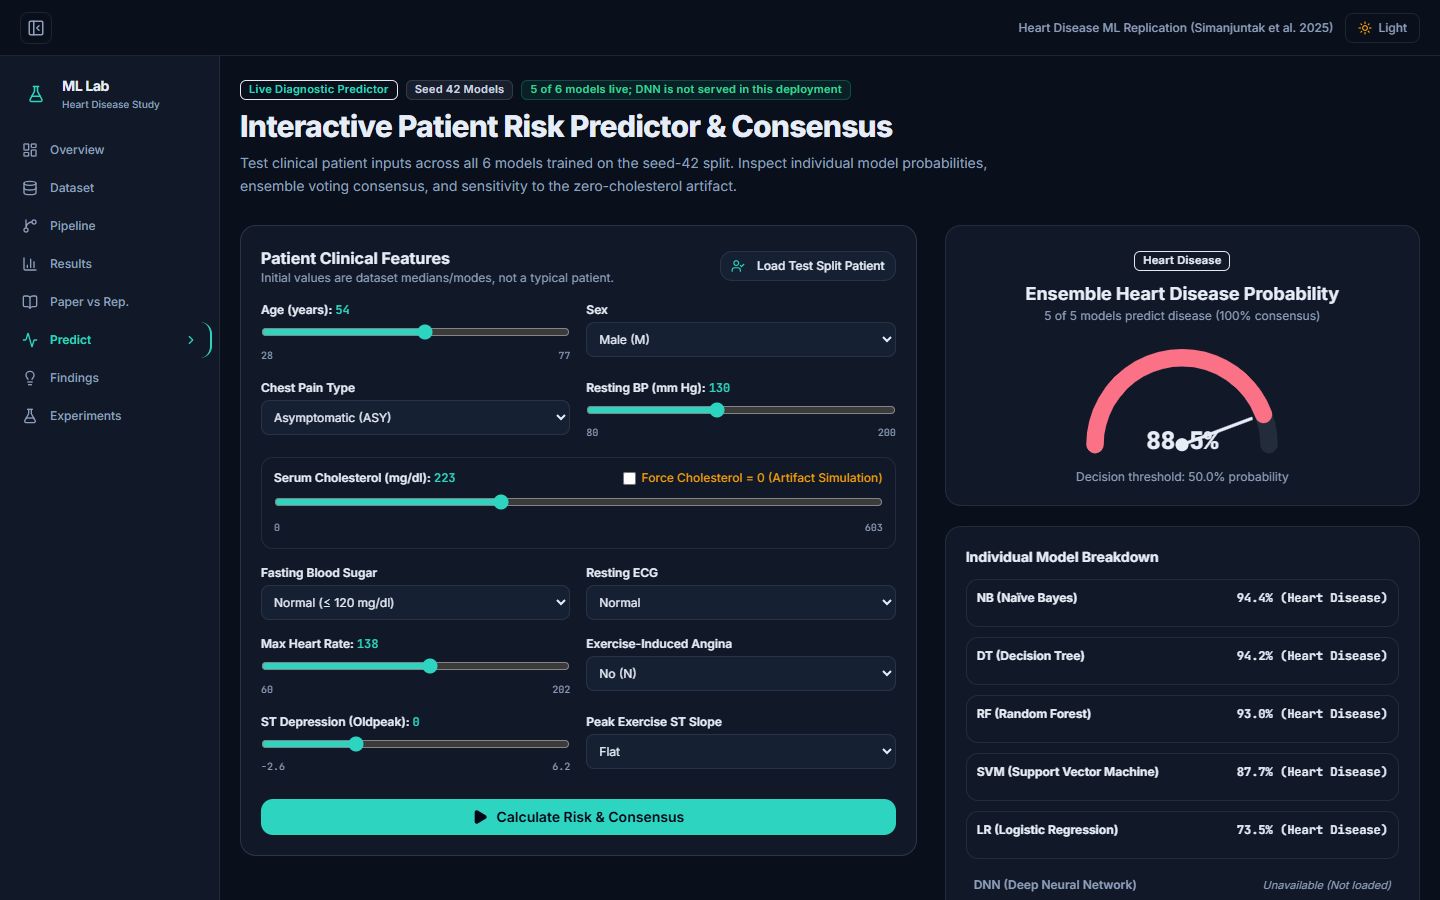 Heart Disease ML Replication (Simanjuntak et al. 2025)
Light
ML Lab
Heart Disease Study
Overview
Dataset
Pipeline
Results
Paper vs Rep.
Predict
Findings
Experiments
Live Diagnostic Predictor
Seed 42 Models
5 of 6 models live; DNN is not served in this deployment
Interactive Patient Risk Predictor & Consensus
Test clinical patient inputs across all 6 models trained on the seed-42 split. Inspect individual model probabilities,
ensemble voting consensus, and sensitivity to the zero-cholesterol artifact.
Patient Clinical Features
Initial values are dataset medians/modes, not a typical patient.
Load Test Split Patient
Age (years): 54
28 77
Sex
Male (M)
Chest Pain Type
Asymptomatic (ASY)
Resting BP (mm Hg): 130
80 200
Serum Cholesterol (mg/dl): 223
Force Cholesterol = 0 (Artifact Simulation)
0 603
Fasting Blood Sugar
Normal (≤ 120 mg/dl)
Resting ECG
Normal
Max Heart Rate: 138
60 202
Exercise-Induced Angina
No (N)
ST Depression (Oldpeak): 0
-2.6 6.2
Peak Exercise ST Slope
Flat
Calculate Risk & Consensus
Heart Disease
Ensemble Heart Disease Probability
5 of 5 models predict disease (100% consensus)
88.5%
Decision threshold: 50.0% probability
Individual Model Breakdown
NB (Naïve Bayes) 94.4% (Heart Disease)
DT (Decision Tree) 94.2% (Heart Disease)
RF (Random Forest) 93.0% (Heart Disease)
SVM (Support Vector Machine) 87.7% (Heart Disease)
LR (Logistic Regression) 73.5% (Heart Disease)
DNN (Deep Neural Network) Unavailable (Not loaded)